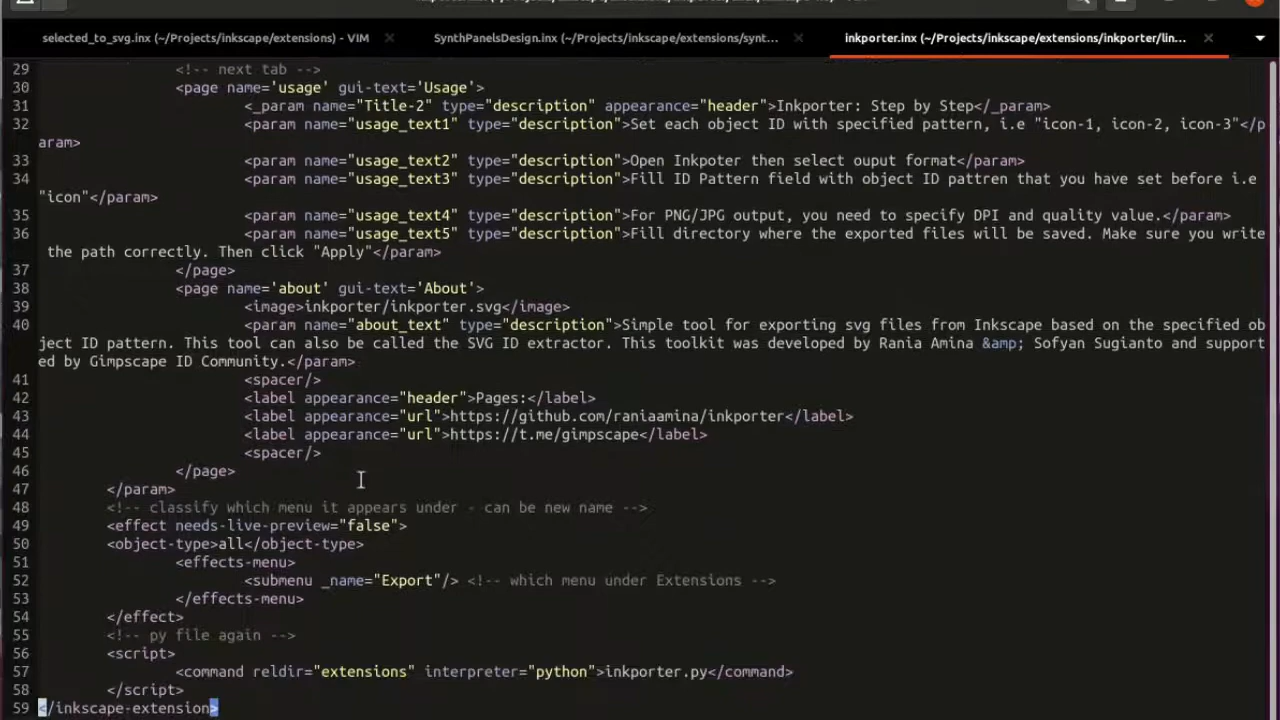 selected_to_svg.inx (~/Projects/inkscape/extensions) - VIM
SynthPanelsDesign.inx (~/Projects/inkscape/extensions/synt...
inkporter.inx (~/Projects/inkscape/extensions/inkporter/lin...
29 <!-- next tab -->
30 <page name='usage' gui-text='Usage'>
31 <_param name="Title-2" type="description" appearance="header">Inkporter: Step by Step</_param>
32 <param name="usage_text1" type="description">Set each object ID with specified pattern, i.e "icon-1, icon-2, icon-3"</p
aram>
33 <param name="usage_text2" type="description">Open Inkpoter then select ouput format</param>
34 <param name="usage_text3" type="description">Fill ID Pattern field with object ID pattren that you have set before i.e
"icon"</param>
35 <param name="usage_text4" type="description">For PNG/JPG output, you need to specify DPI and quality value.</param>
36 <param name="usage_text5" type="description">Fill directory where the exported files will be saved. Make sure you write
the path correctly. Then click "Apply"</param>
37 </page>
38 <page name='about' gui-text='About'>
39 <image>inkporter/inkporter.svg</image>
40 <param name="about_text" type="description">Simple tool for exporting svg files from Inkscape based on the specified ob
ject ID pattern. This tool can also be called the SVG ID extractor. This toolkit was developed by Rania Amina &amp; Sofyan Sugianto and support
ed by Gimpscape ID Community.</param>
41 <spacer/>
42 <label appearance="header">Pages:</label>
43 <label appearance="url">https://github.com/raniaamina/inkporter</label>
44 <label appearance="url">https://t.me/gimpscape</label>
45 <spacer/>
46 </page>
47 </param>
48 <!-- classify which menu it appears under - can be new name -->
49 <effect needs-live-preview="false">
50 <object-type>all</object-type>
51 <effects-menu>
52 <submenu _name="Export"/> <!-- which menu under Extensions -->
53 </effects-menu>
54 </effect>
55 <!-- py file again -->
56 <script>
57 <command reldir="extensions" interpreter="python">inkporter.py</command>
58 </script>
59 </inkscape-extension>